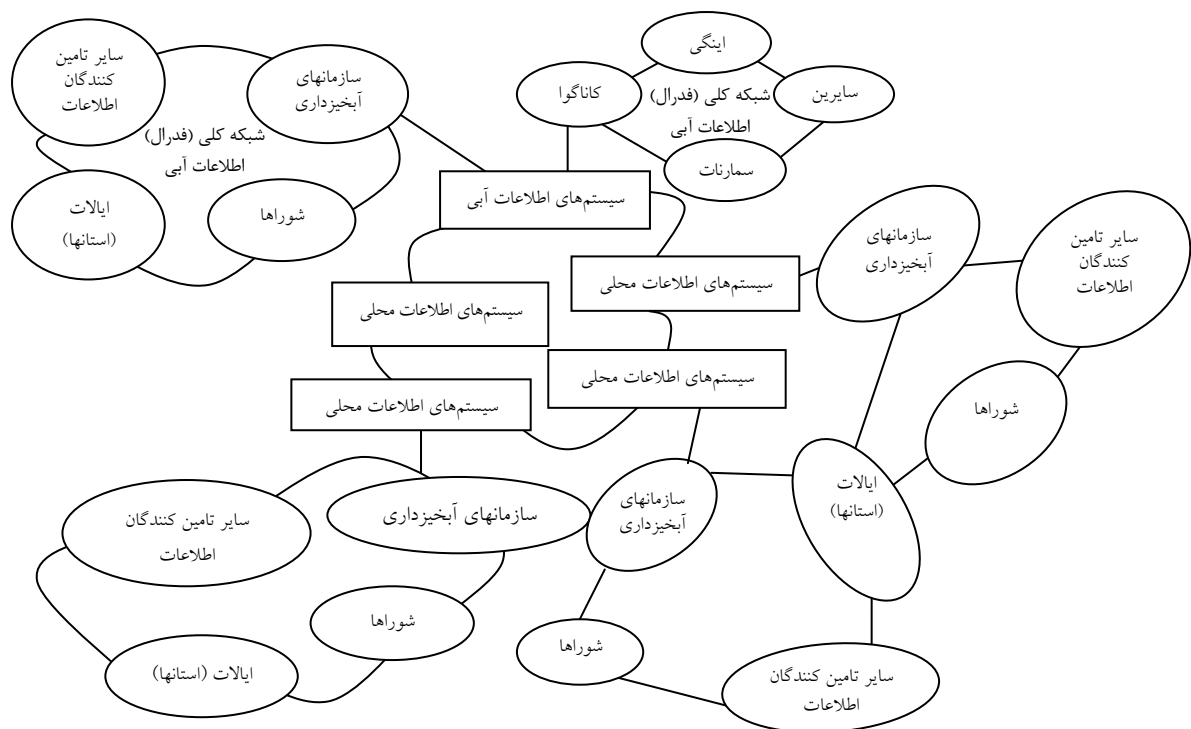 سایر تامین
کنندگان
اطلاعات
سازمانهای
آبخیزداری
شبکه کلی (فدرال)
اطلاعات آبی
ایالات
(استانها)
شوراها
اینگی
کاناگوا
سایرین
شبکه کلی (فدرال)
اطلاعات آبی
سمارنات
سیستم‌های اطلاعات آبی
سیستم‌های اطلاعات محلی
سیستم‌های اطلاعات محلی
سیستم‌های اطلاعات محلی
سیستم‌های اطلاعات محلی
سازمانهای
آبخیزداری
سایر تامین
کنندگان
اطلاعات
شوراها
ایالات
(استانها)
سازمانهای
آبخیزداری
شوراها
سایر تامین کنندگان
اطلاعات
سازمانهای آبخیزداری
سایر تامین کنندگان
اطلاعات
شوراها
ایالات (استانها)